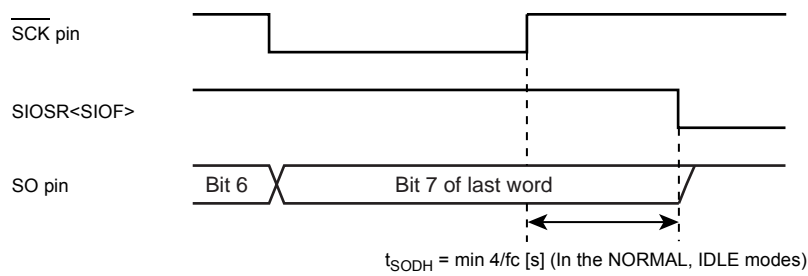 SCK pin
SIOSR<SIOF>
SO pin Bit 6 Bit 7 of last word
tSODH = min 4/fc [s] (In the NORMAL, IDLE modes)